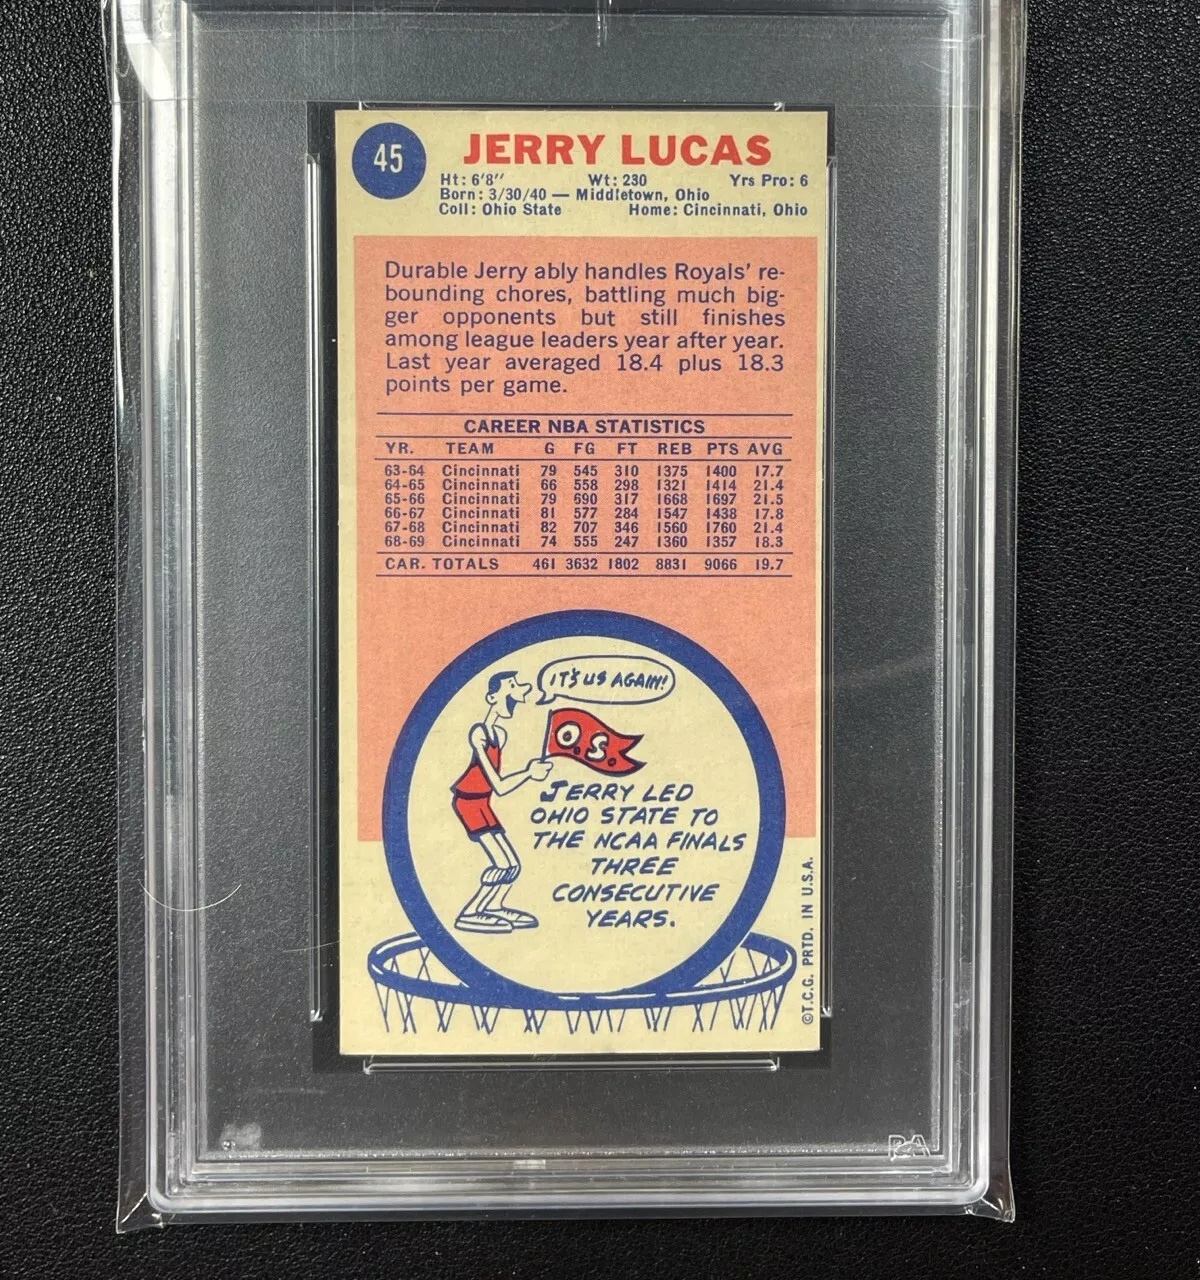 45
JERRY LUCAS
Ht: 6'8'' Wt: 230 Yrs Pro: 6
Born: 3/30/40 — Middletown, Ohio
Coll: Ohio State Home: Cincinnati, Ohio
Durable Jerry ably handles Royals' re-
bounding chores, battling much big-
ger opponents but still finishes
among league leaders year after year.
Last year averaged 18.4 plus 18.3
points per game.
CAREER NBA STATISTICS
YR. TEAM G FG FT REB PTS AVG
63-64 Cincinnati 79 545 310 1375 1400 17.7
64-65 Cincinnati 66 558 298 1321 1414 21.4
65-66 Cincinnati 79 690 317 1668 1697 21.5
66-67 Cincinnati 81 577 284 1547 1438 17.8
67-68 Cincinnati 82 707 346 1560 1760 21.4
68-69 Cincinnati 74 555 247 1360 1357 18.3
CAR. TOTALS 461 3632 1802 8831 9066 19.7
IT'S US AGAIN!
O.S.
JERRY LED
OHIO STATE TO
THE NCAA FINALS
THREE
CONSECUTIVE
YEARS.
©T.C.G. PRTD. IN U.S.A.